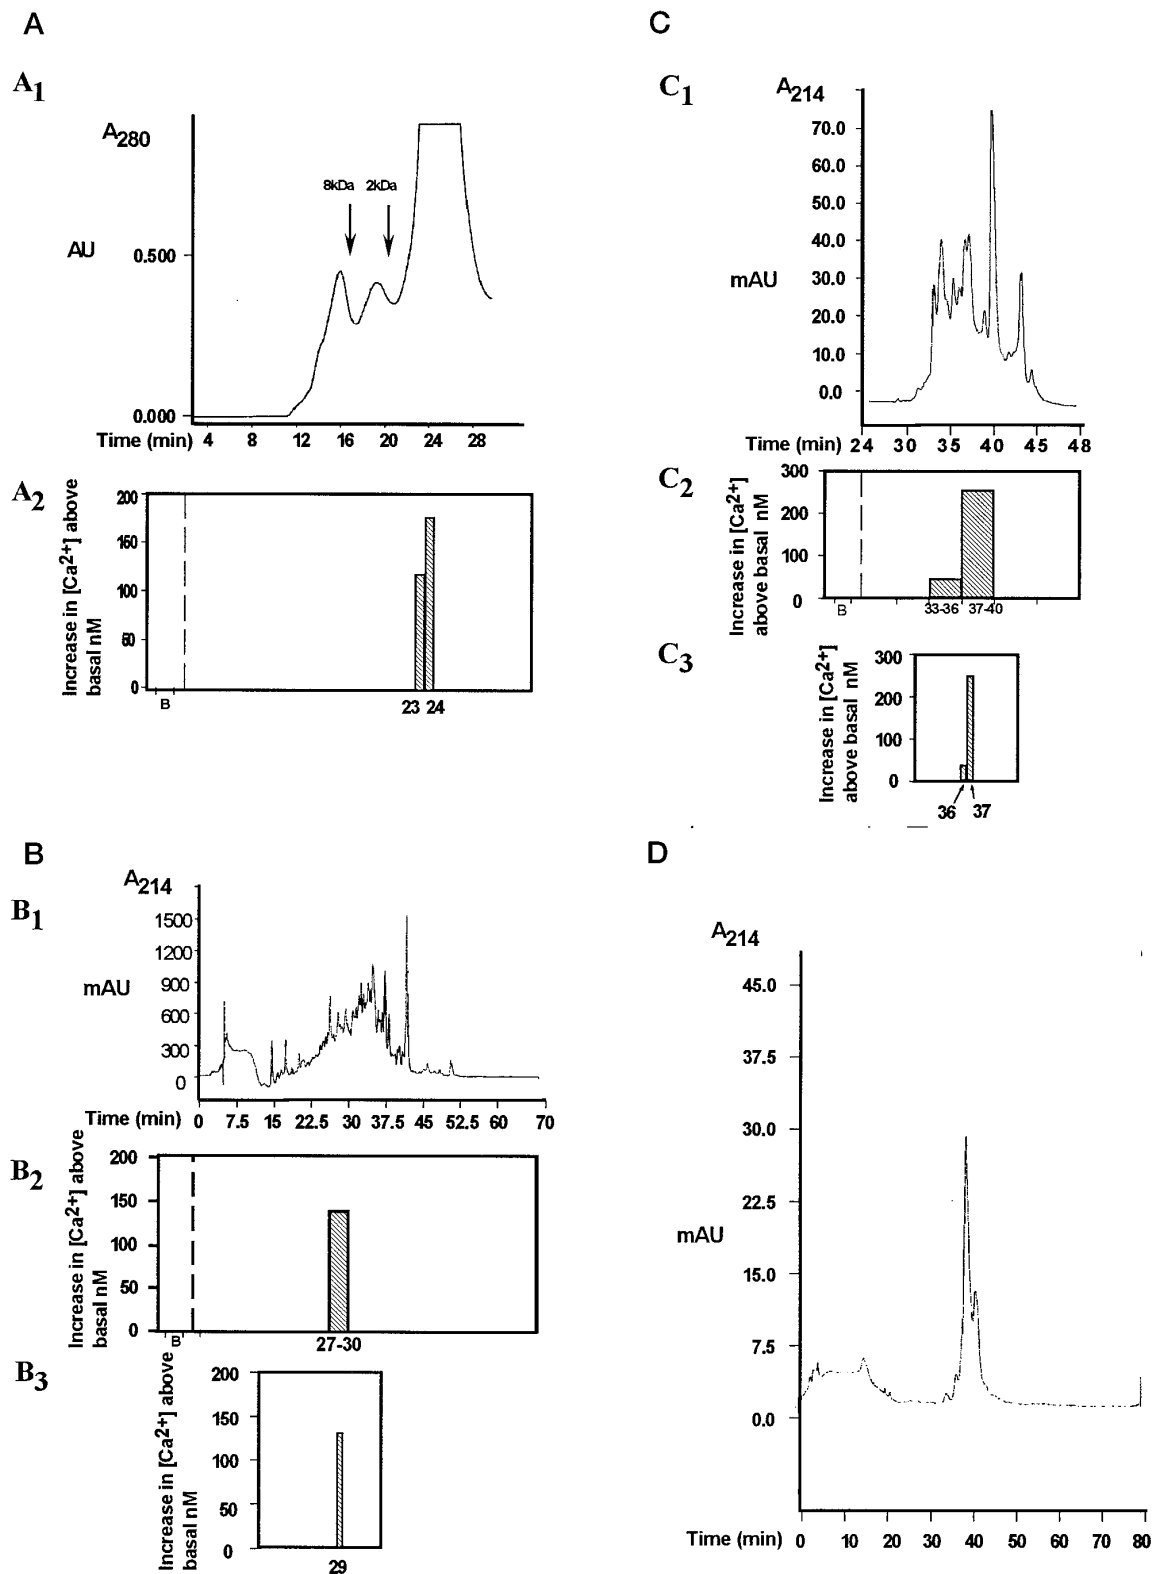 A
A1
A280
8kDa 2kDa
AU
0.500
0.000
Time (min) 4 8 12 16 20 24 28
A2
Increase in [Ca2+] above
basal nM
200
150
100
50
0
B
23 24
B
B1
A214
1500
1200
mAU
900
600
300
0
Time (min) 0 7.5 15 22.5 30 37.5 45 52.5 60 70
B2
Increase in [Ca2+] above
basal nM
200
150
100
50
0
B
27-30
B3
Increase in [Ca2+] above
basal nM
200
150
100
50
0
29
C
C1
A214
70.0
60.0
50.0
40.0
mAU
30.0
20.0
10.0
0.0
Time (min) 24 30 35 40 45 48
C2
Increase in [Ca2+]
above basal nM
300
200
100
0
B
33-36 37-40
C3
Increase in [Ca2+]
above basal nM
300
200
100
0
36 37
D
A214
45.0
37.5
30.0
22.5
mAU
15.0
7.5
0.0
Time (min) 0 10 20 30 40 50 60 70 80